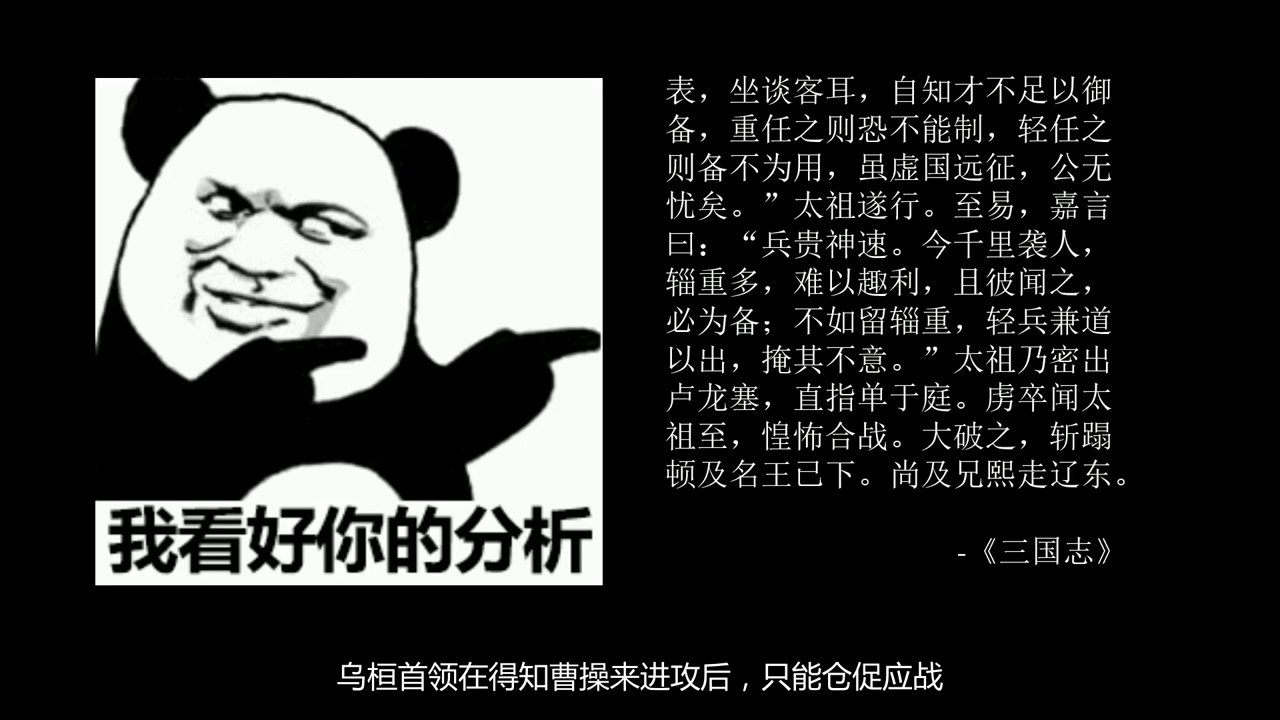 表，坐谈客耳，自知才不足以御
备，重任之则恐不能制，轻任之
则备不为用，虽虚国远征，公无
忧矣。”太祖遂行。至易，嘉言
曰：“兵贵神速。今千里袭人，
辎重多，难以趣利，且彼闻之，
必为备；不如留辎重，轻兵兼道
以出，掩其不意。”太祖乃密出
卢龙塞，直指单于庭。虏卒闻太
祖至，惶怖合战。大破之，斩蹋
顿及名王已下。尚及兄熙走辽东。
-《三国志》
我看好你的分析
乌桓首领在得知曹操来进攻后，只能仓促应战